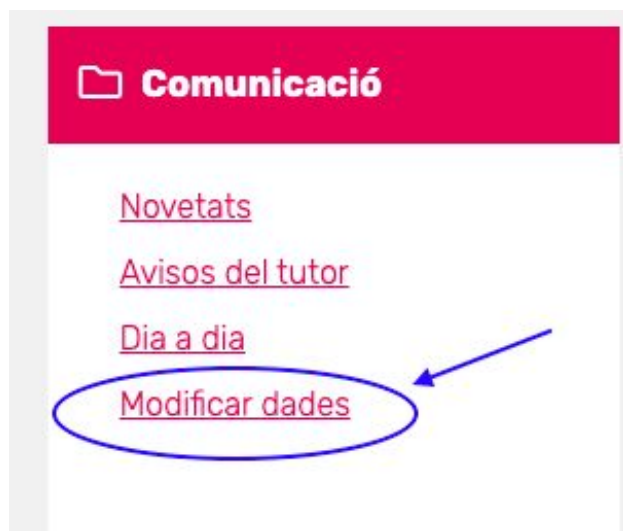 Comunicació
Novetats
Avisos del tutor
Dia a dia
Modificar dades